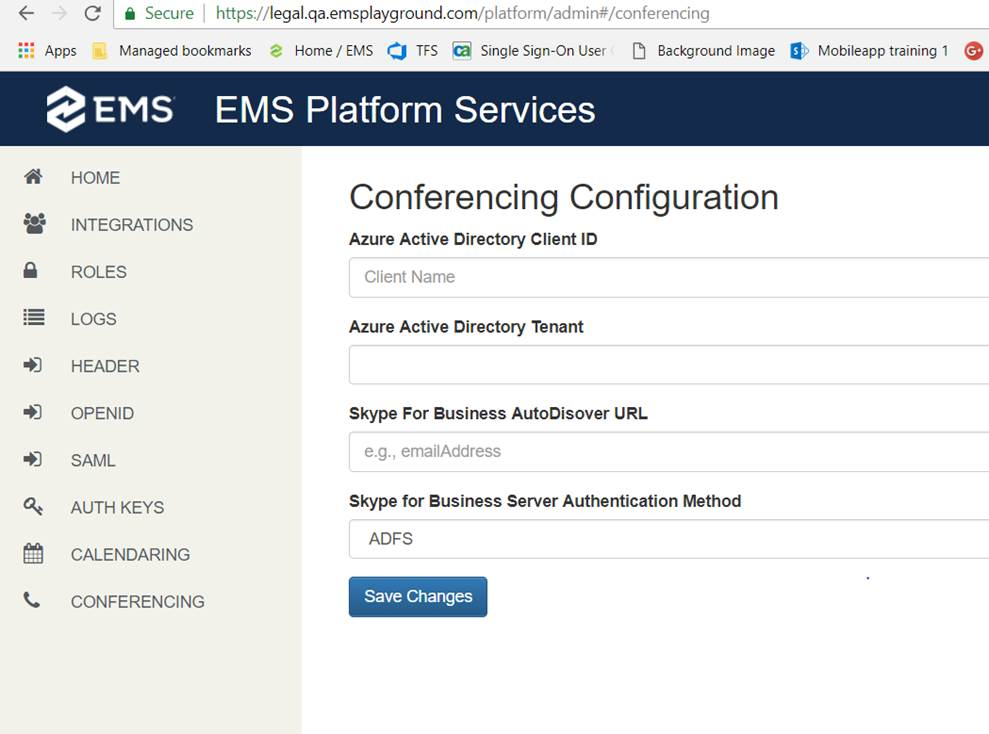 Secure https://legal.qa.emsplayground.com/platform/admin#/conferencing
Apps Managed bookmarks Home / EMS TFS ca Single Sign-On User Background Image S Mobileapp training 1 G+
EMS EMS Platform Services
HOME
INTEGRATIONS
ROLES
LOGS
HEADER
OPENID
SAML
AUTH KEYS
CALENDARING
CONFERENCING
Conferencing Configuration
Azure Active Directory Client ID
Client Name
Azure Active Directory Tenant
Skype For Business AutoDisover URL
e.g., emailAddress
Skype for Business Server Authentication Method
ADFS
Save Changes